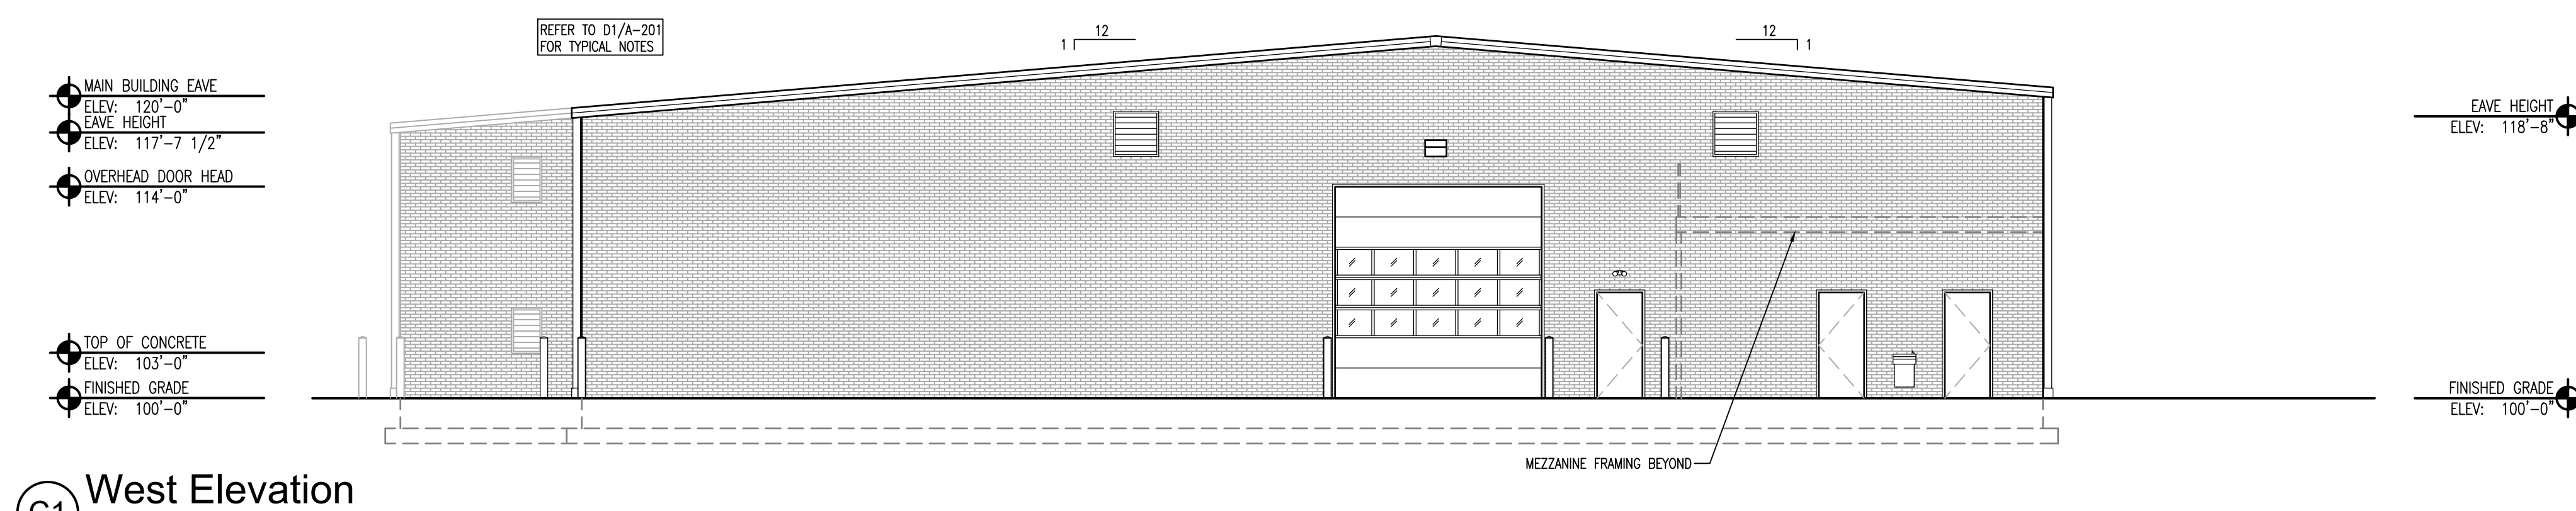 REFER TO D1/A-201
FOR TYPICAL NOTES
12
1
12
1
MAIN BUILDING EAVE
ELEV: 120'-0"
EAVE HEIGHT
ELEV: 117'-7 1/2"
OVERHEAD DOOR HEAD
ELEV: 114'-0"
TOP OF CONCRETE
ELEV: 103'-0"
FINISHED GRADE
ELEV: 100'-0"
EAVE HEIGHT
ELEV: 118'-8"
FINISHED GRADE
ELEV: 100'-0"
MEZZANINE FRAMING BEYOND
West Elevation
C1